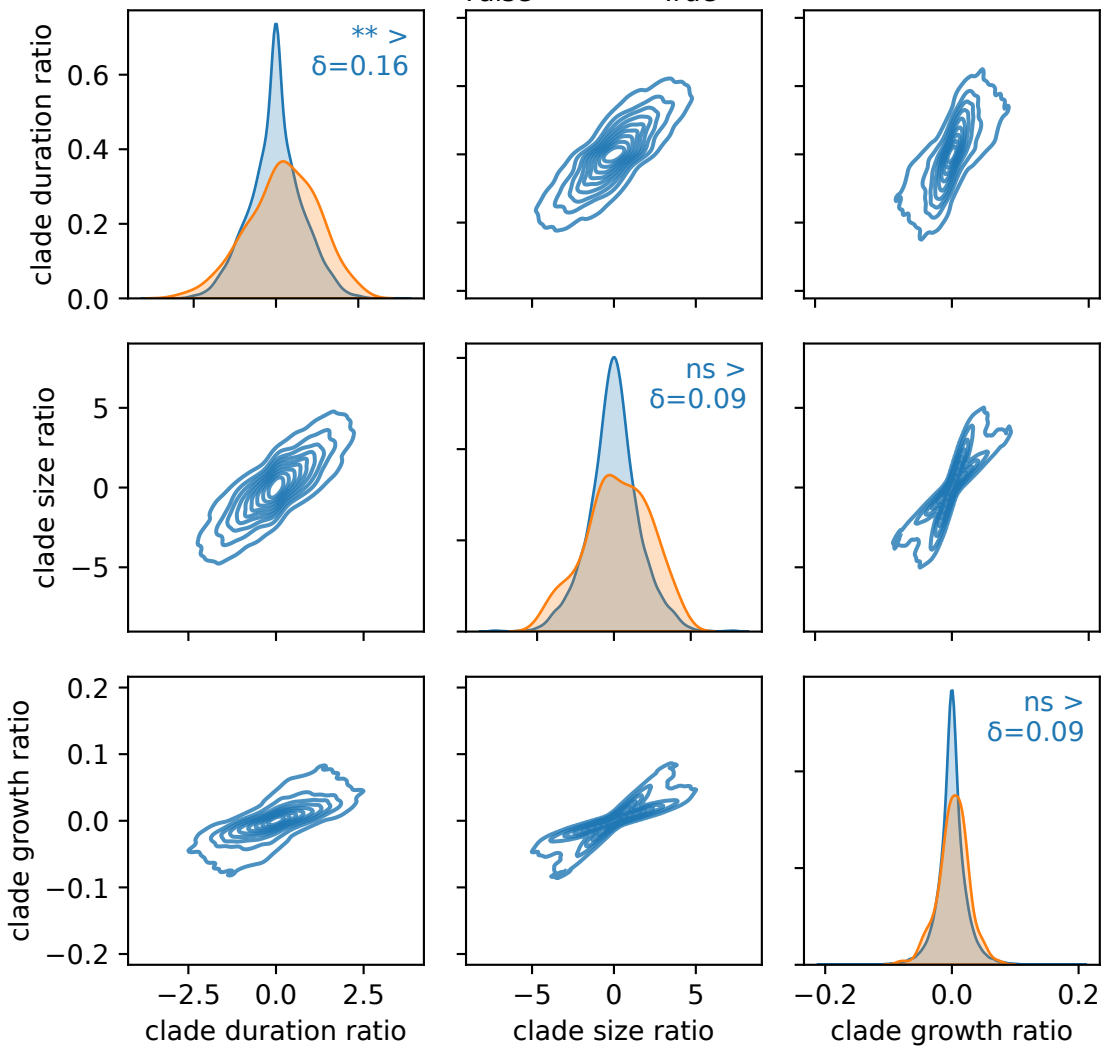 clade duration ratio
0.6
0.4
0.2
0.0
** >
δ=0.16
clade size ratio
5
0
−5
ns >
δ=0.09
clade growth ratio
0.2
0.1
0.0
−0.1
−0.2
ns >
δ=0.09
−2.5 0.0 2.5
−5 0 5
−0.2 0.0 0.2
clade duration ratio
clade size ratio
clade growth ratio